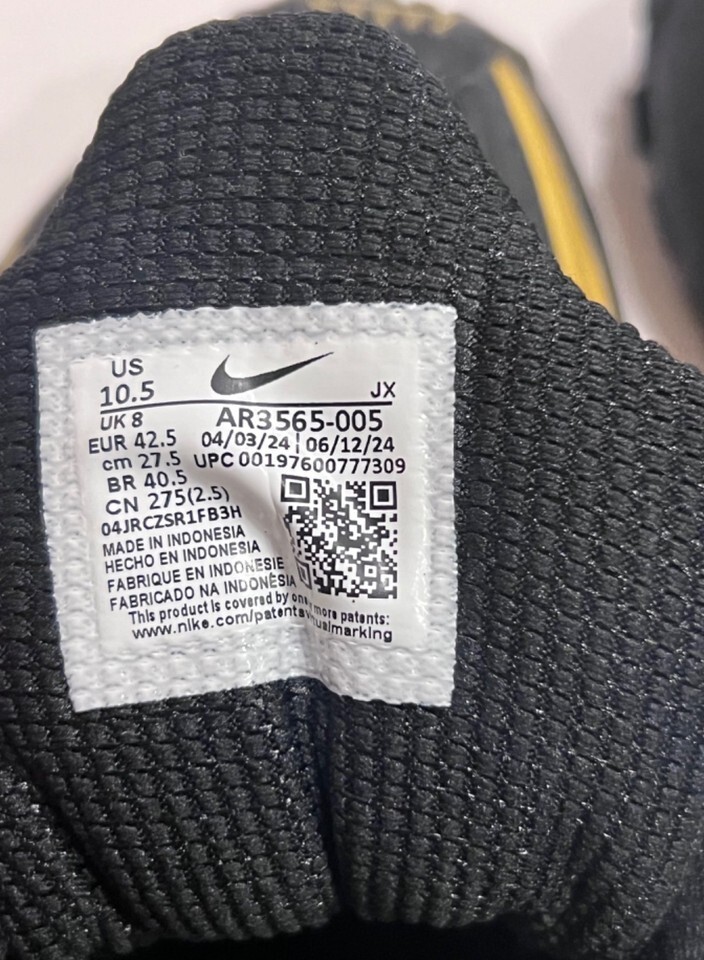 US
10.5
JX
UK 8
AR3565-005
EUR 42.5
04/03/24 | 06/12/24
cm 27.5
UPC 00197600777309
BR 40.5
CN 275(2.5)
04JRCZSR1FB3H
MADE IN INDONESIA
HECHO EN INDONESIA
FABRIQUE EN INDONESIE
FABRICADO NA INDONÉSIA
This product is covered by one more patents:
www.nike.com/patents